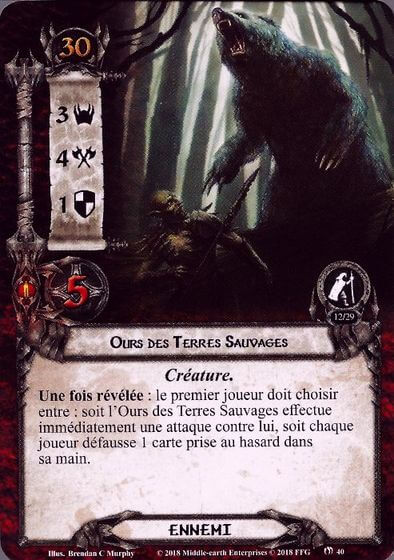 30
3
4
1
5
12/29
Ours des Terres Sauvages
Créature.
Une fois révélée : le premier joueur doit choisir
entre : soit l'Ours des Terres Sauvages effectue
immédiatement une attaque contre lui, soit chaque
joueur défausse 1 carte prise au hasard dans
sa main.
ENNEMI
Illus. Brendan C Murphy © 2018 Middle-earth Enterprises © 2018 FFG 40